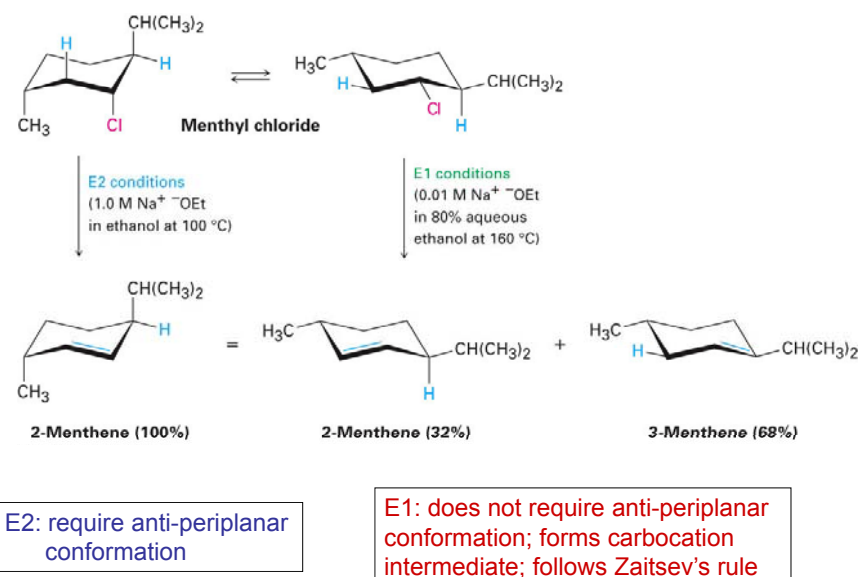 CH(CH₃)₂
H
H
CH₃
Cl
H₃C
H
CH(CH₃)₂
Cl
H
Menthyl chloride
E2 conditions
(1.0 M Na⁺ ⁻OEt
in ethanol at 100 °C)
E1 conditions
(0.01 M Na⁺ ⁻OEt
in 80% aqueous
ethanol at 160 °C)
CH(CH₃)₂
H
CH₃
=
H₃C
CH(CH₃)₂
H
+
H₃C
H
CH(CH₃)₂
2-Menthene (100%)
2-Menthene (32%)
3-Menthene (68%)
E2: require anti-periplanar
conformation
E1: does not require anti-periplanar
conformation; forms carbocation
intermediate; follows Zaitsev's rule